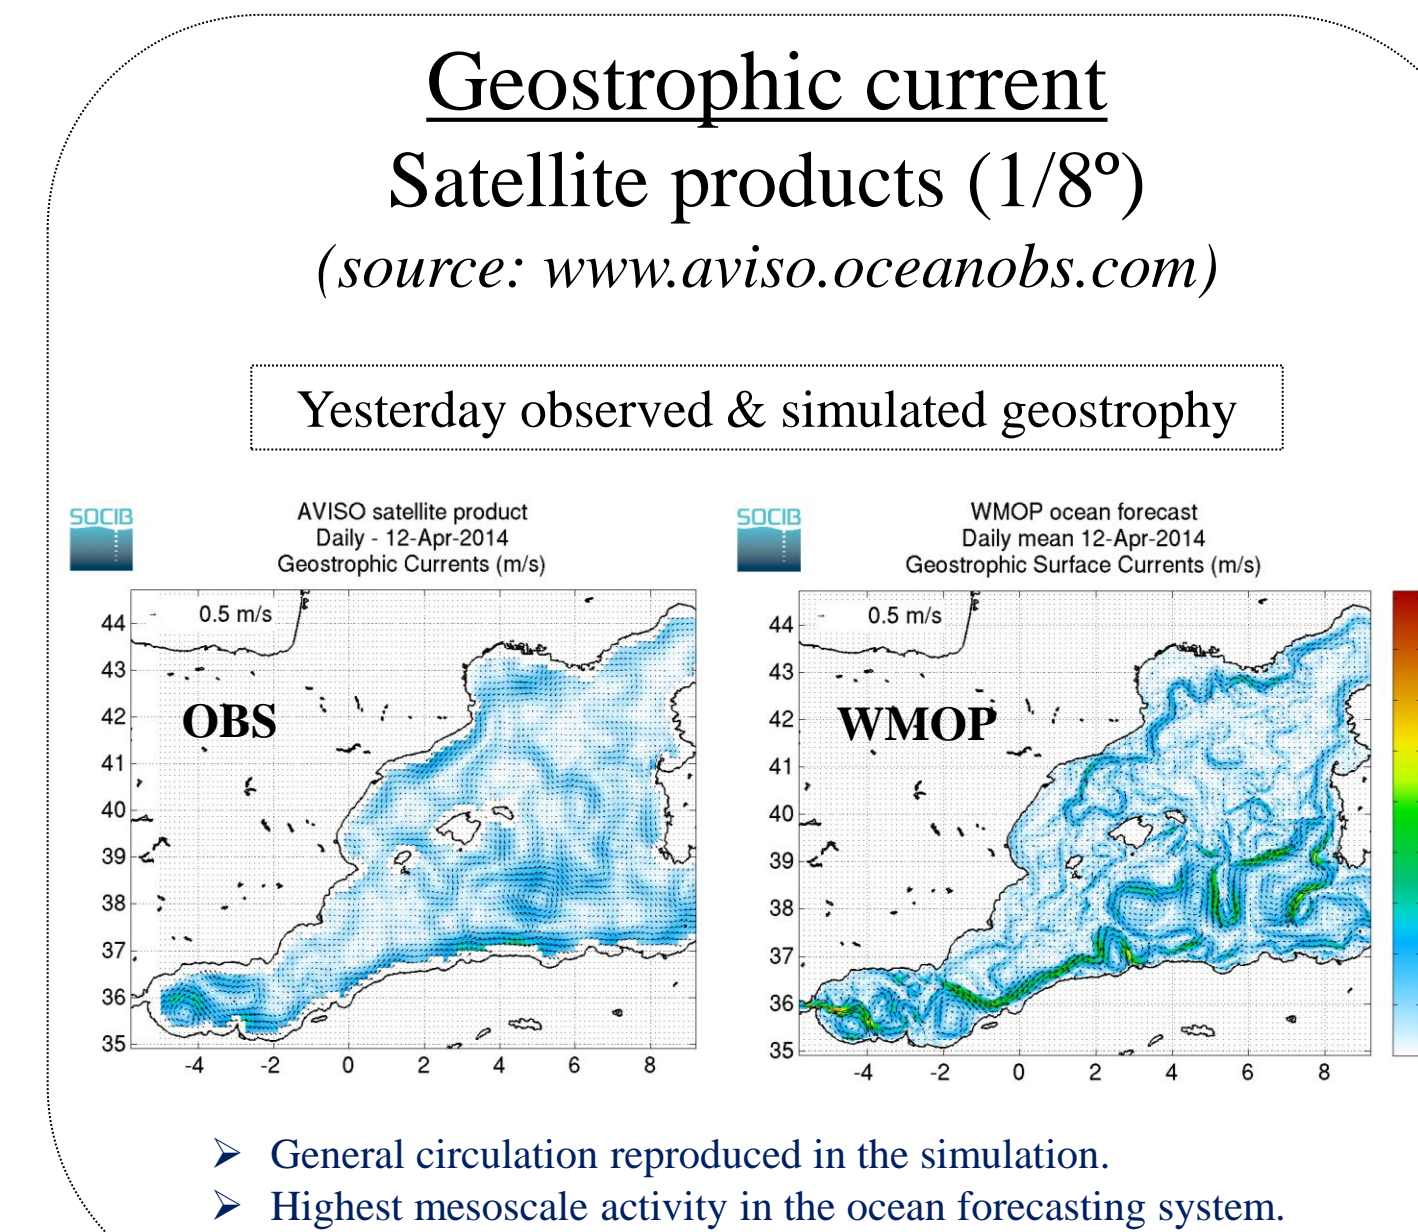 Geostrophic current
Satellite products (1/8º)
(source: www.aviso.oceanobs.com)
Yesterday observed & simulated geostrophy
SOCIB
AVISO satellite product
Daily - 12-Apr-2014
Geostrophic Currents (m/s)
0.5 m/s
OBS
44
43
42
41
40
39
38
37
36
35
-4
-2
0
2
4
6
8
SOCIB
WMOP ocean forecast
Daily mean 12-Apr-2014
Geostrophic Surface Currents (m/s)
0.5 m/s
WMOP
44
43
42
41
40
39
38
37
36
35
-4
-2
0
2
4
6
8
➢ General circulation reproduced in the simulation.
➢ Highest mesoscale activity in the ocean forecasting system.